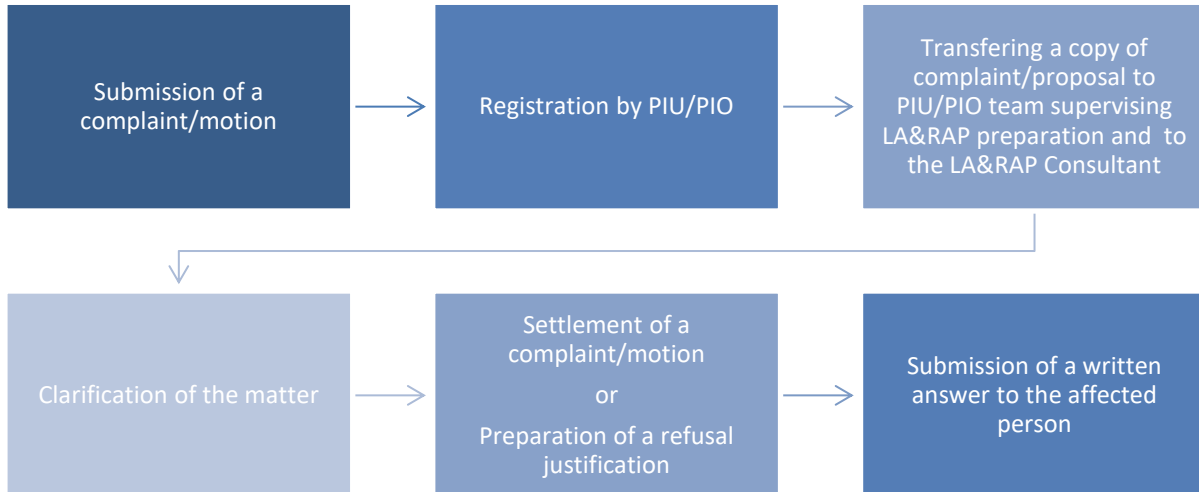 Submission of a
complaint/motion
Registration by PIU/PIO
Transfering a copy of
complaint/proposal to
PIU/PIO team supervising
LA&RAP preparation and  to
the LA&RAP Consultant
Clarification of the matter
Settlement of a
complaint/motion
or
Preparation of a refusal
justification
Submission of a written
answer to the affected
person